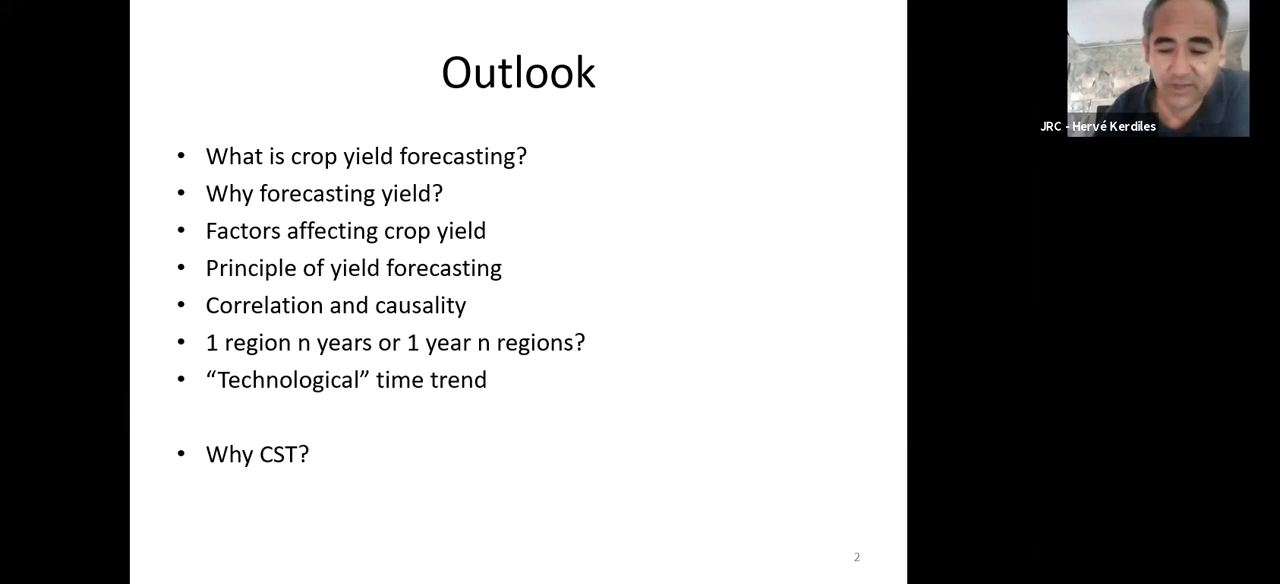 Outlook
• What is crop yield forecasting?
• Why forecasting yield?
• Factors affecting crop yield
• Principle of yield forecasting
• Correlation and causality
• 1 region n years or 1 year n regions?
• “Technological” time trend
• Why CST?
2
JRC - Hervé Kerdiles